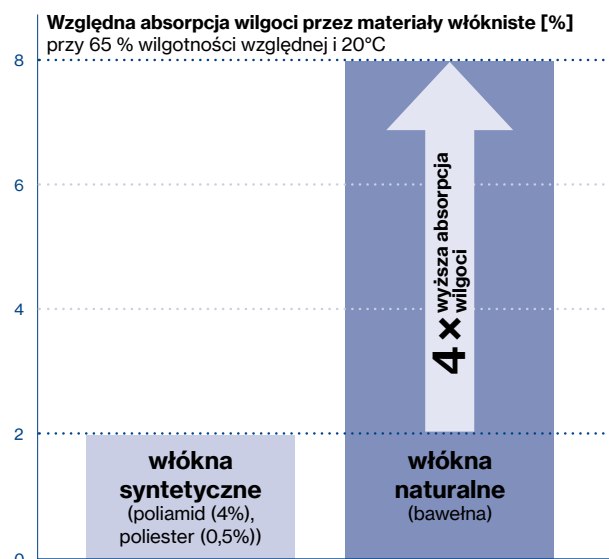 Względna absorpcja wilgoci przez materiały włókniste [%]
przy 65 % wilgotności względnej i 20°C
8
6
4
2
0
4 × wyższa absorpcja
wilgoci
włókna
syntetyczne
(poliamid (4%),
poliester (0,5%))
włókna
naturalne
(bawełna)